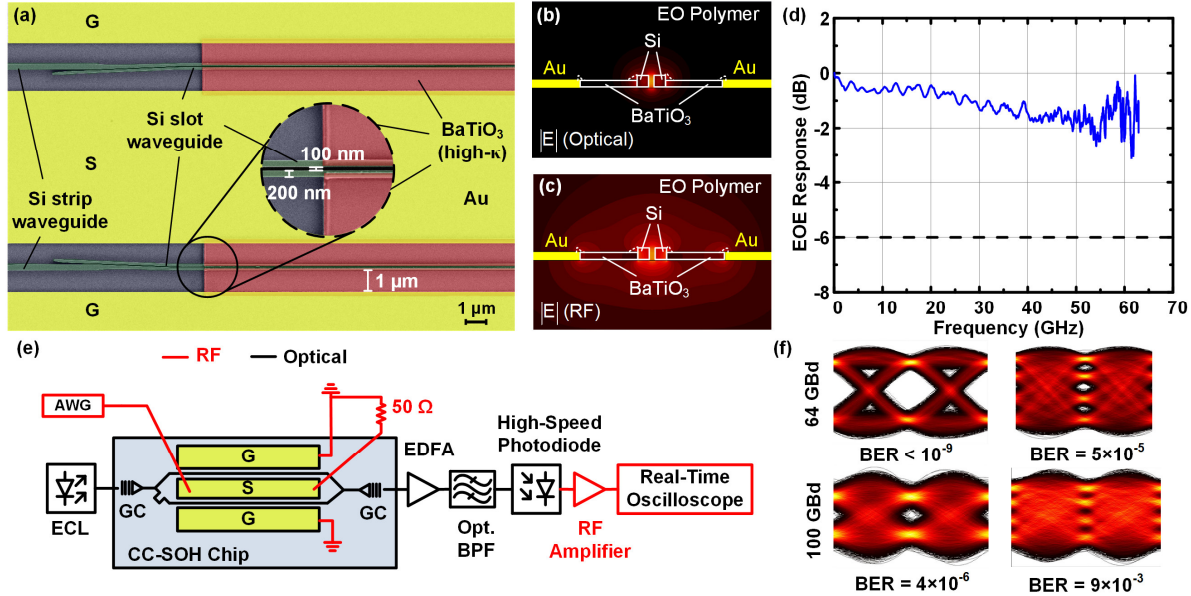 (a)
G
Si slot
waveguide
S
Si strip
waveguide
100 nm
200 nm
BaTiO₃
(high-κ)
Au
1 µm
1 µm
G
(b)
EO Polymer
Si
Au
Au
BaTiO₃
|E| (Optical)
(c)
EO Polymer
Si
Au
Au
BaTiO₃
|E| (RF)
(d)
EOE Response (dB)
2
0
-2
-4
-6
-8
0 10 20 30 40 50 60 70
Frequency (GHz)
(e)
RF
Optical
AWG
50 Ω
G
S
G
GC
GC
ECL
CC-SOH Chip
EDFA
Opt.
BPF
High-Speed
Photodiode
RF
Amplifier
Real-Time
Oscilloscope
(f)
64 GBd
BER < 10⁻⁹
BER = 5×10⁻⁵
100 GBd
BER = 4×10⁻⁶
BER = 9×10⁻³